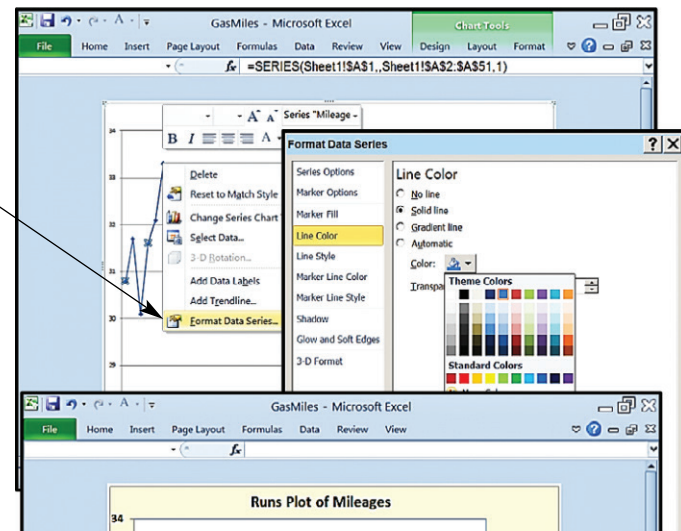 GasMiles - Microsoft Excel
Chart Tools
File Home Insert Page Layout Formulas Data Review View Design Layout Format
fx =SERIES(Sheet1!$A$1,,Sheet1!$A$2:$A$51,1)
A A Series "Mileage
B I A
34
33
32
31
30
29
Delete
Reset to Match Style
Change Series Chart
Select Data...
3-D Rotation...
Add Data Labels
Add Trendline...
Format Data Series...
Format Data Series
? X
Series Options
Marker Options
Marker Fill
Line Color
Line Style
Marker Line Color
Marker Line Style
Shadow
Glow and Soft Edges
3-D Format
Line Color
No line
Solid line
Gradient line
Automatic
Color:
Transpa
Theme Colors
Standard Colors
GasMiles - Microsoft Excel
File Home Insert Page Layout Formulas Data Review View
fx
Runs Plot of Mileages
34